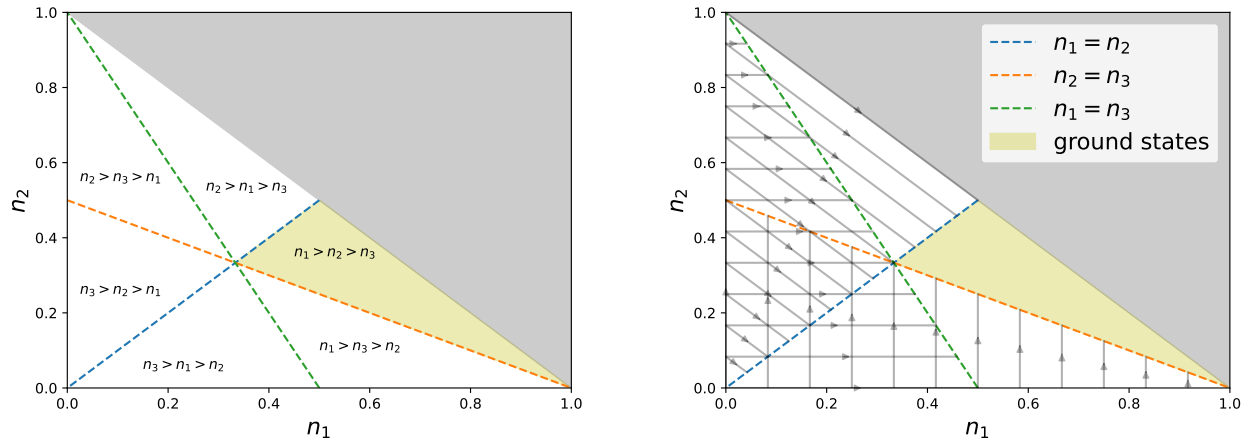 1.0
0.8
0.6
0.4
0.2
0.0
n₂
n₂ > n₃ > n₁
n₂ > n₁ > n₃
n₁ > n₂ > n₃
n₃ > n₂ > n₁
n₁ > n₃ > n₂
n₃ > n₁ > n₂
0.0 0.2 0.4 0.6 0.8 1.0
n₁
1.0
0.8
0.6
0.4
0.2
0.0
n₂
n₁ = n₂
n₂ = n₃
n₁ = n₃
ground states
0.0 0.2 0.4 0.6 0.8 1.0
n₁